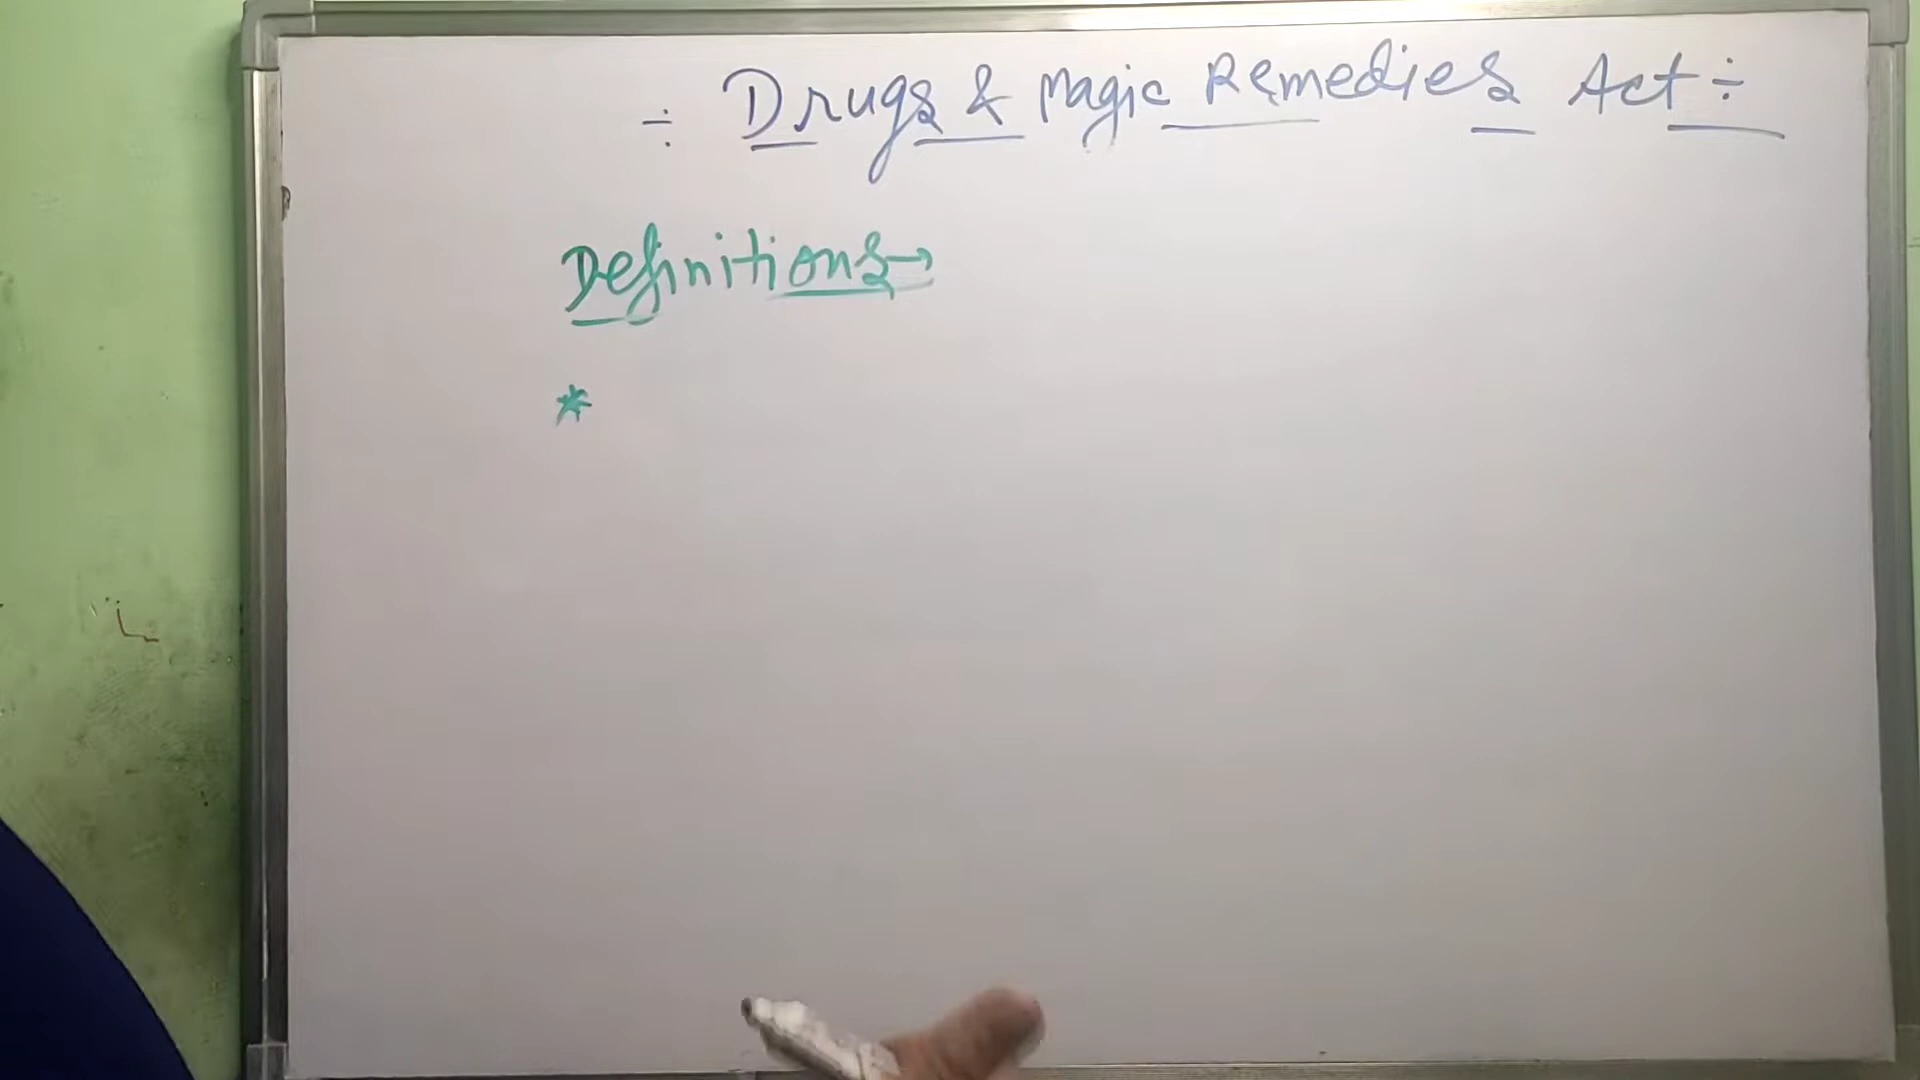 ÷ Drugs & Magic Remedies Act ÷
Definitions→
*